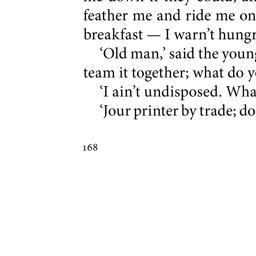 feather me and ride me on
breakfast — I warn't hungr
‘Old man,’ said the young
team it together; what do y
‘I ain’t undisposed. Wha
‘Jour printer by trade; do
168